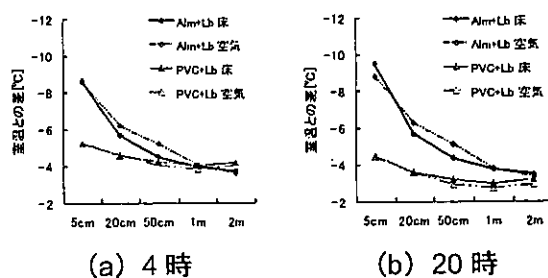 室温との差[℃]
-12
-10
-8
-6
-4
-2
5cm 20cm 50cm 1m 2m
Alm+Lb 床
Alm+Lb 空気
PVC+Lb 床
PVC+Lb 空気
(a) 4時
室温との差[℃]
-12
-10
-8
-6
-4
-2
5cm 20cm 50cm 1m 2m
Alm+Lb 床
Alm+Lb 空気
PVC+Lb 床
PVC+Lb 空気
(b) 20時